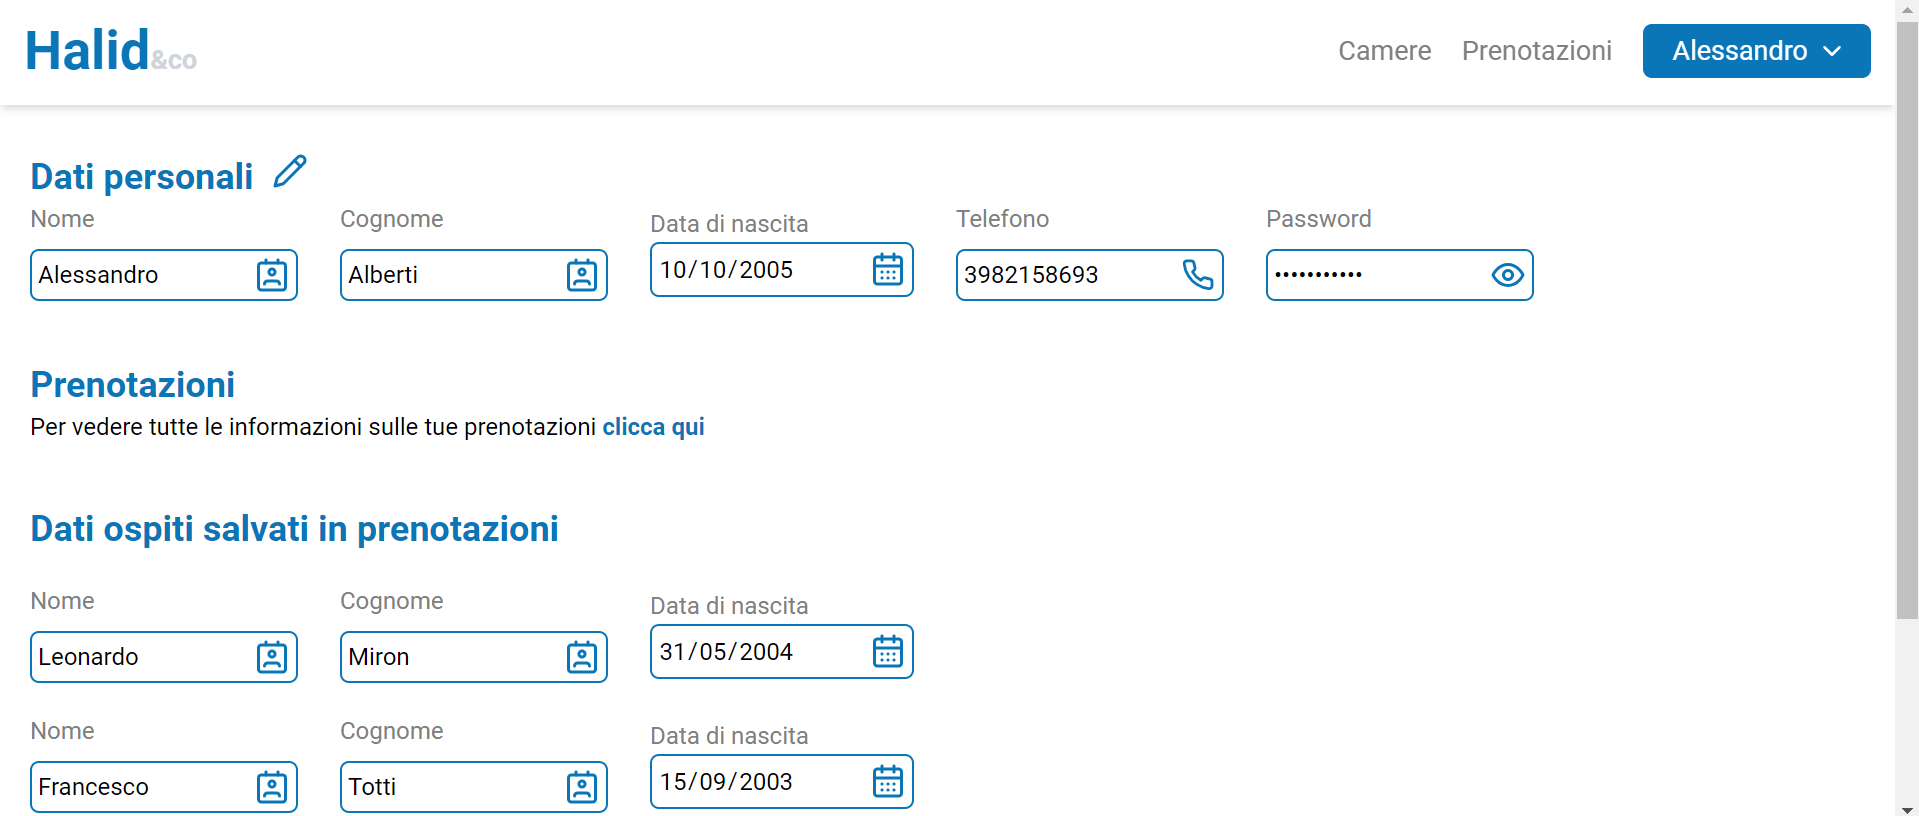 Halid&co
Camere Prenotazioni Alessandro
Dati personali
Nome Cognome Data di nascita Telefono Password
Alessandro Alberti 10/10/2005 3982158693 •••••••••••
Prenotazioni
Per vedere tutte le informazioni sulle tue prenotazioni clicca qui
Dati ospiti salvati in prenotazioni
Nome Cognome Data di nascita
Leonardo Miron 31/05/2004
Nome Cognome Data di nascita
Francesco Totti 15/09/2003